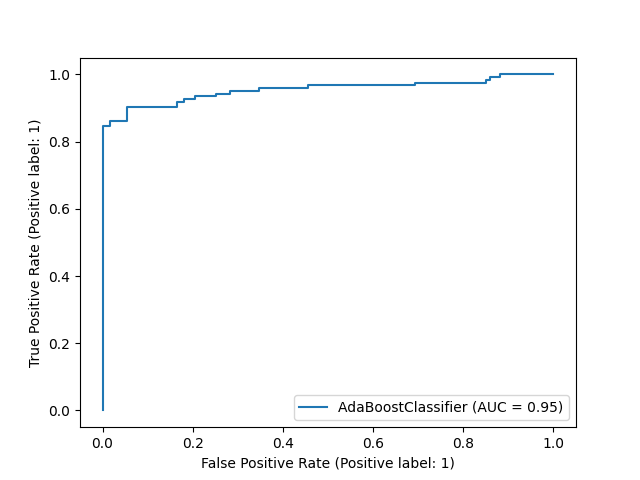 1.0
0.8
0.6
0.4
0.2
0.0
True Positive Rate (Positive label: 1)
AdaBoostClassifier (AUC = 0.95)
0.0 0.2 0.4 0.6 0.8 1.0
False Positive Rate (Positive label: 1)